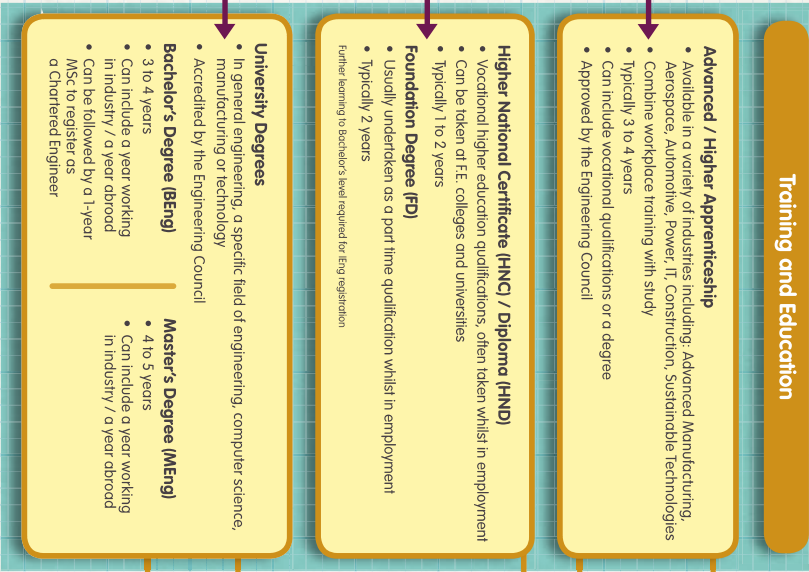 Training and Education
Advanced / Higher Apprenticeship
• Available in a variety of industries including: Advanced Manufacturing,
Aerospace, Automotive, Power, IT, Construction, Sustainable Technologies
• Combine workplace training with study
• Typically 3 to 4 years
• Can include vocational qualifications or a degree
• Approved by the Engineering Council
Higher National Certificate (HNC) / Diploma (HND)
• Vocational higher education qualifications, often taken whilst in employment
• Can be taken at F.E. colleges and universities
• Typically 1 to 2 years
Foundation Degree (FD)
• Usually undertaken as a part time qualification whilst in employment
• Typically 2 years
Further learning to Bachelor's level required for IEng registration
University Degrees
• In general engineering, a specific field of engineering, computer science,
manufacturing or technology
• Accredited by the Engineering Council
Bachelor's Degree (BEng)
• 3 to 4 years
• Can include a year working
in industry / a year abroad
• Can be followed by a 1-year
MSc to register as
a Chartered Engineer
Master's Degree (MEng)
• 4 to 5 years
• Can include a year working
in industry / a year abroad